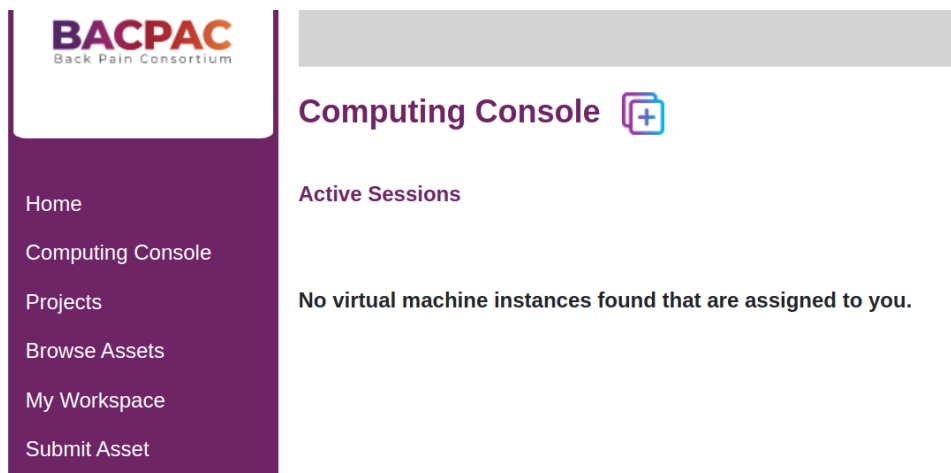 BACPAC
Back Pain Consortium
Computing Console
Active Sessions
No virtual machine instances found that are assigned to you.
Home
Computing Console
Projects
Browse Assets
My Workspace
Submit Asset